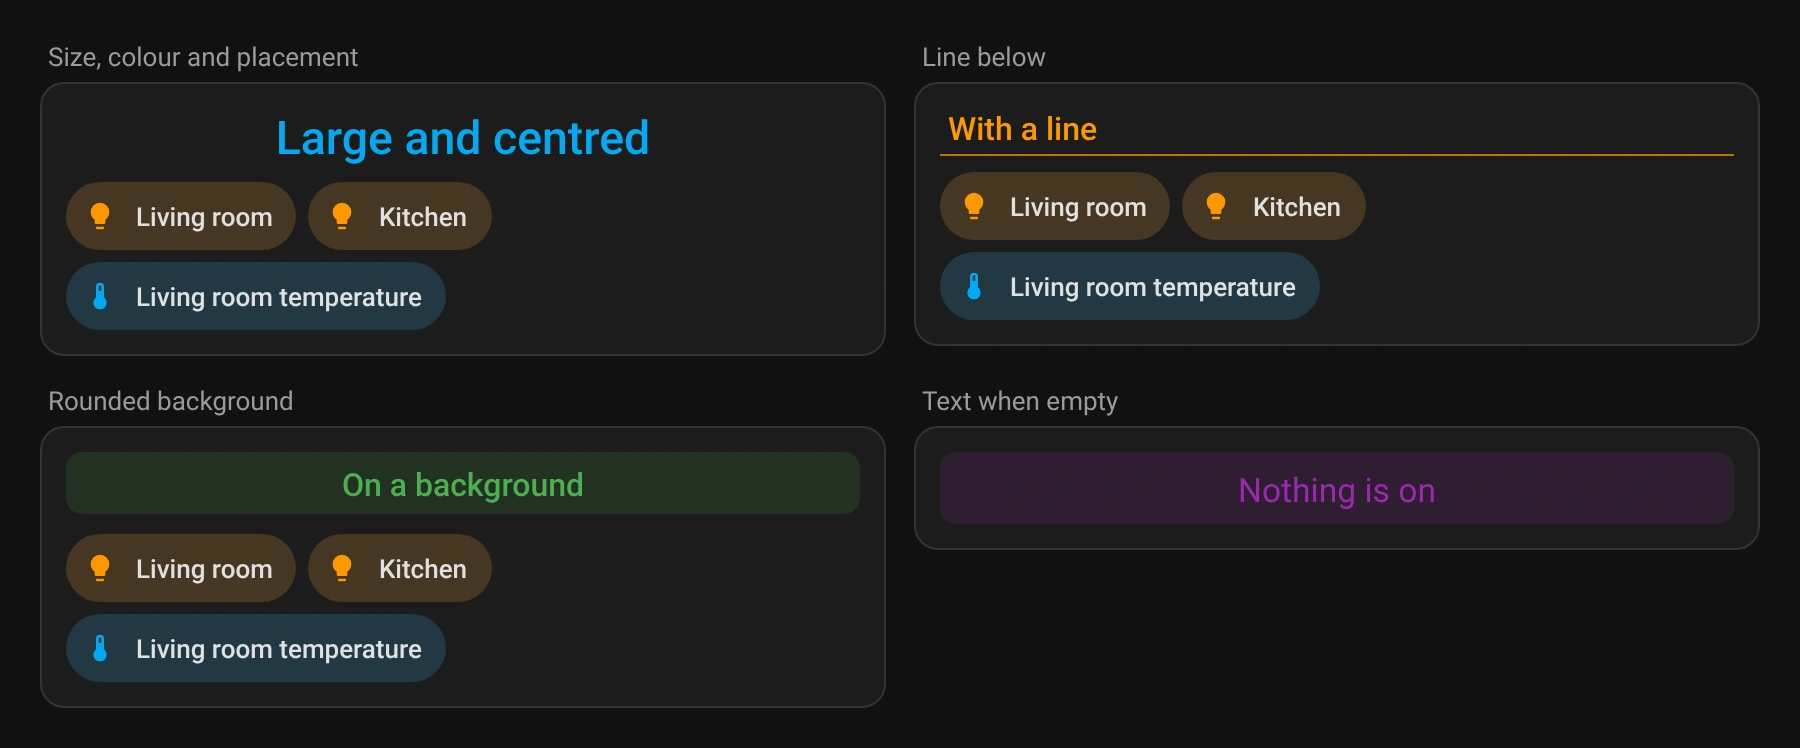 Size, colour and placement
Large and centred
Living room
Kitchen
Living room temperature
Line below
With a line
Living room
Kitchen
Living room temperature
Rounded background
On a background
Living room
Kitchen
Living room temperature
Text when empty
Nothing is on